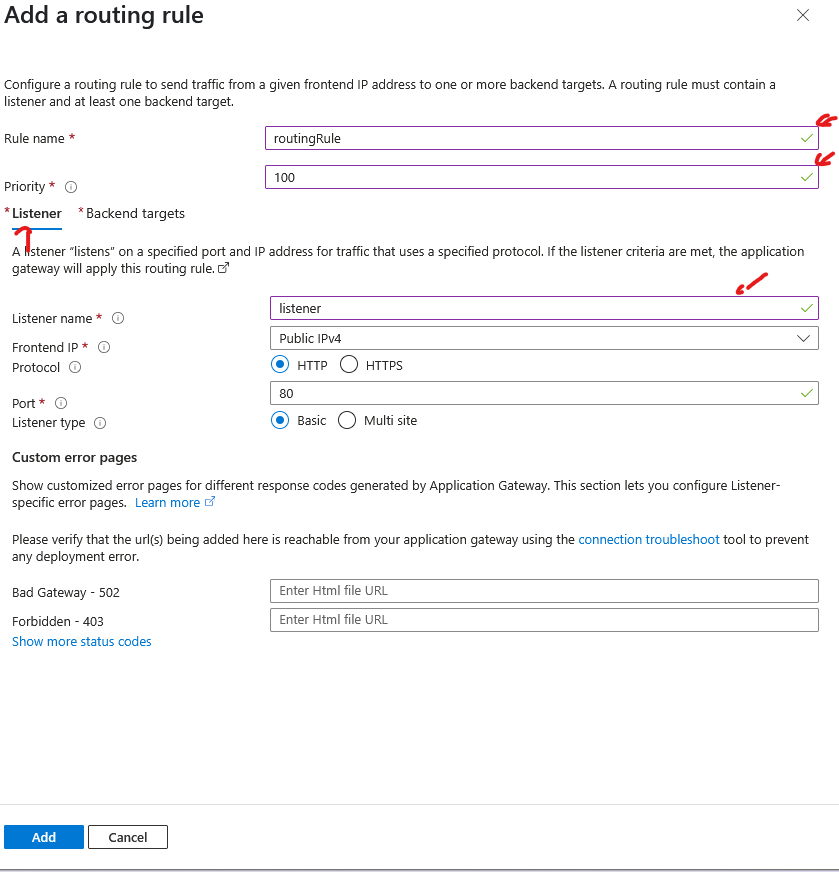 Add a routing rule
Configure a routing rule to send traffic from a given frontend IP address to one or more backend targets. A routing rule must contain a
listener and at least one backend target.
Rule name *
routingRule
Priority *
100
* Listener * Backend targets
A listener “listens” on a specified port and IP address for traffic that uses a specified protocol. If the listener criteria are met, the application
gateway will apply this routing rule.
Listener name *
listener
Frontend IP *
Public IPv4
Protocol
HTTP HTTPS
Port *
80
Listener type
Basic Multi site
Custom error pages
Show customized error pages for different response codes generated by Application Gateway. This section lets you configure Listener-
specific error pages. Learn more
Please verify that the url(s) being added here is reachable from your application gateway using the connection troubleshoot tool to prevent
any deployment error.
Bad Gateway - 502
Enter Html file URL
Forbidden - 403
Enter Html file URL
Show more status codes
Add Cancel